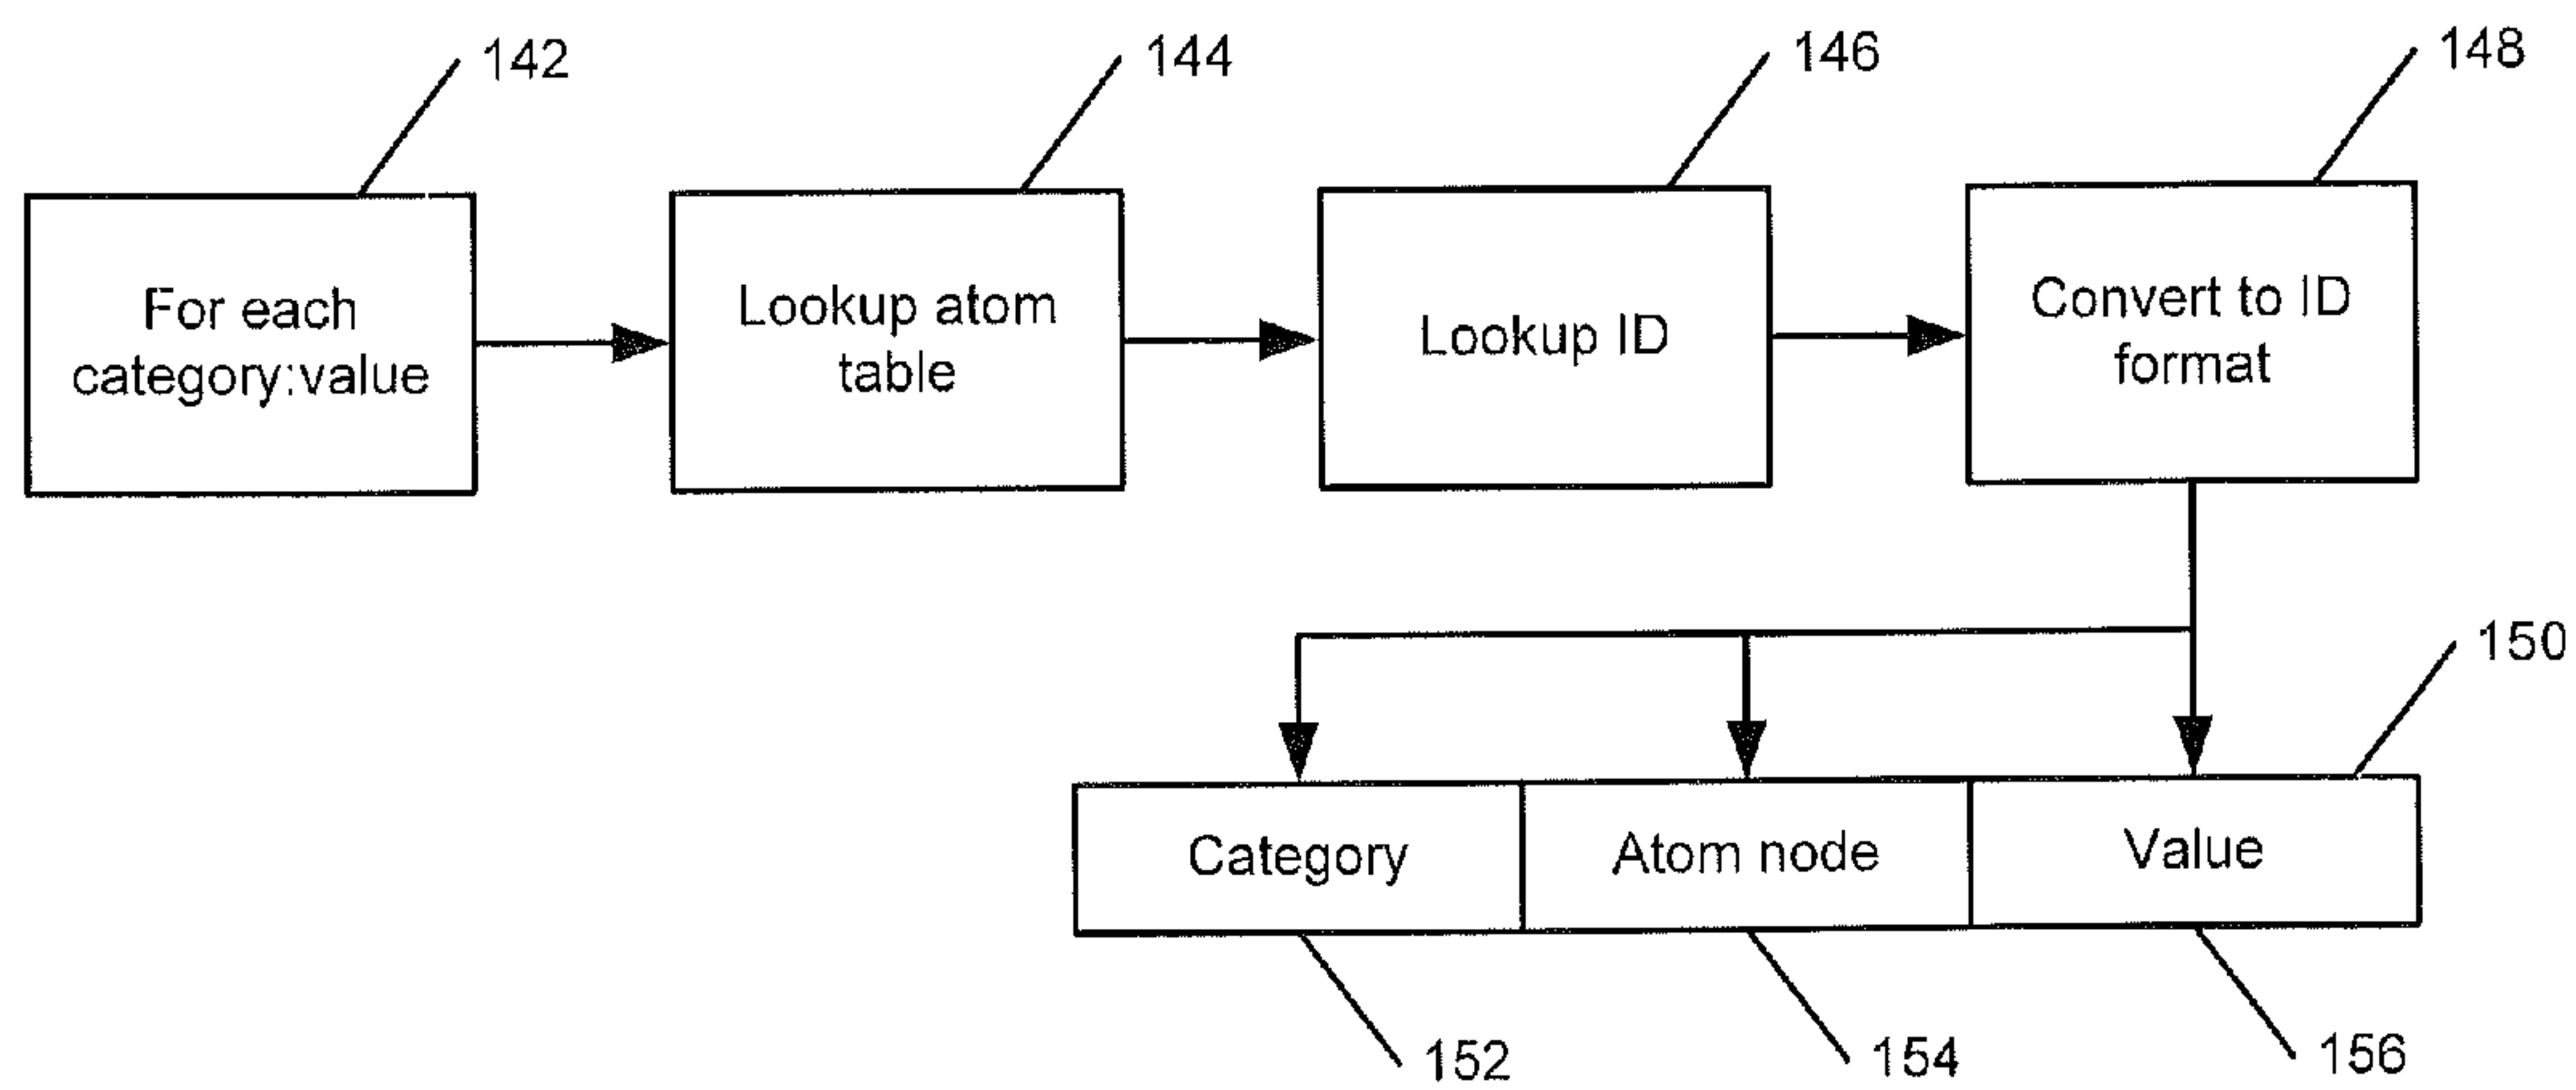 142
144
146
148
For each
category:value
Lookup atom
table
Lookup ID
Convert to ID
format
150
Category
Atom node
Value
152
154
156